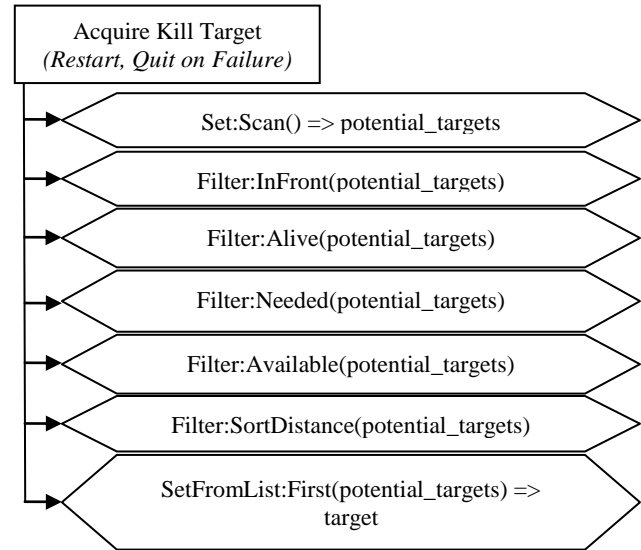 Acquire Kill Target
(Restart, Quit on Failure)
Set:Scan() => potential_targets
Filter:InFront(potential_targets)
Filter:Alive(potential_targets)
Filter:Needed(potential_targets)
Filter:Available(potential_targets)
Filter:SortDistance(potential_targets)
SetFromList:First(potential_targets) =>
target